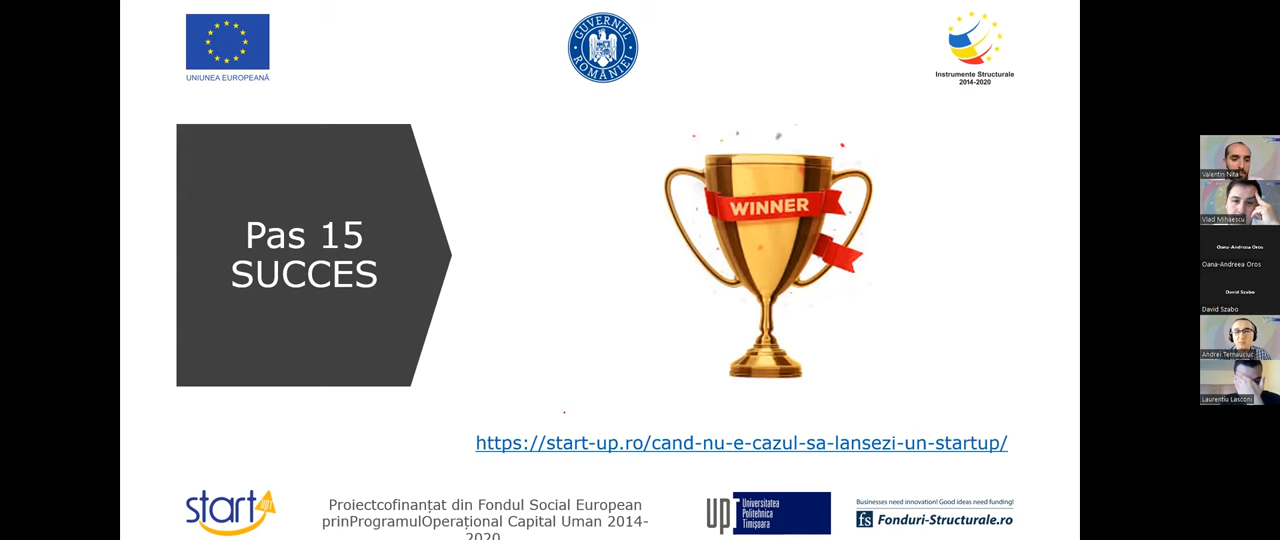 UNIUNEA EUROPEANĂ
GUVERNUL ROMÂNIEI
Instrumente Structurale
2014-2020
Pas 15
SUCCES
WINNER
https://start-up.ro/cand-nu-e-cazul-sa-lansezi-un-startup/
start upt
Proiectcofinanțat din Fondul Social European
prinProgramulOperațional Capital Uman 2014-
2020
UPT
Universitatea
Politehnica
Timișoara
Businesses need innovation! Good ideas need funding!
fs Fonduri-Structurale.ro
Valentin Nita
Vlad Mihaescu
Oana-Andreea Oros
Oana-Andreea Oros
David Szabo
David Szabo
Andrei Ternauciuc
Laurentiu Lasconi